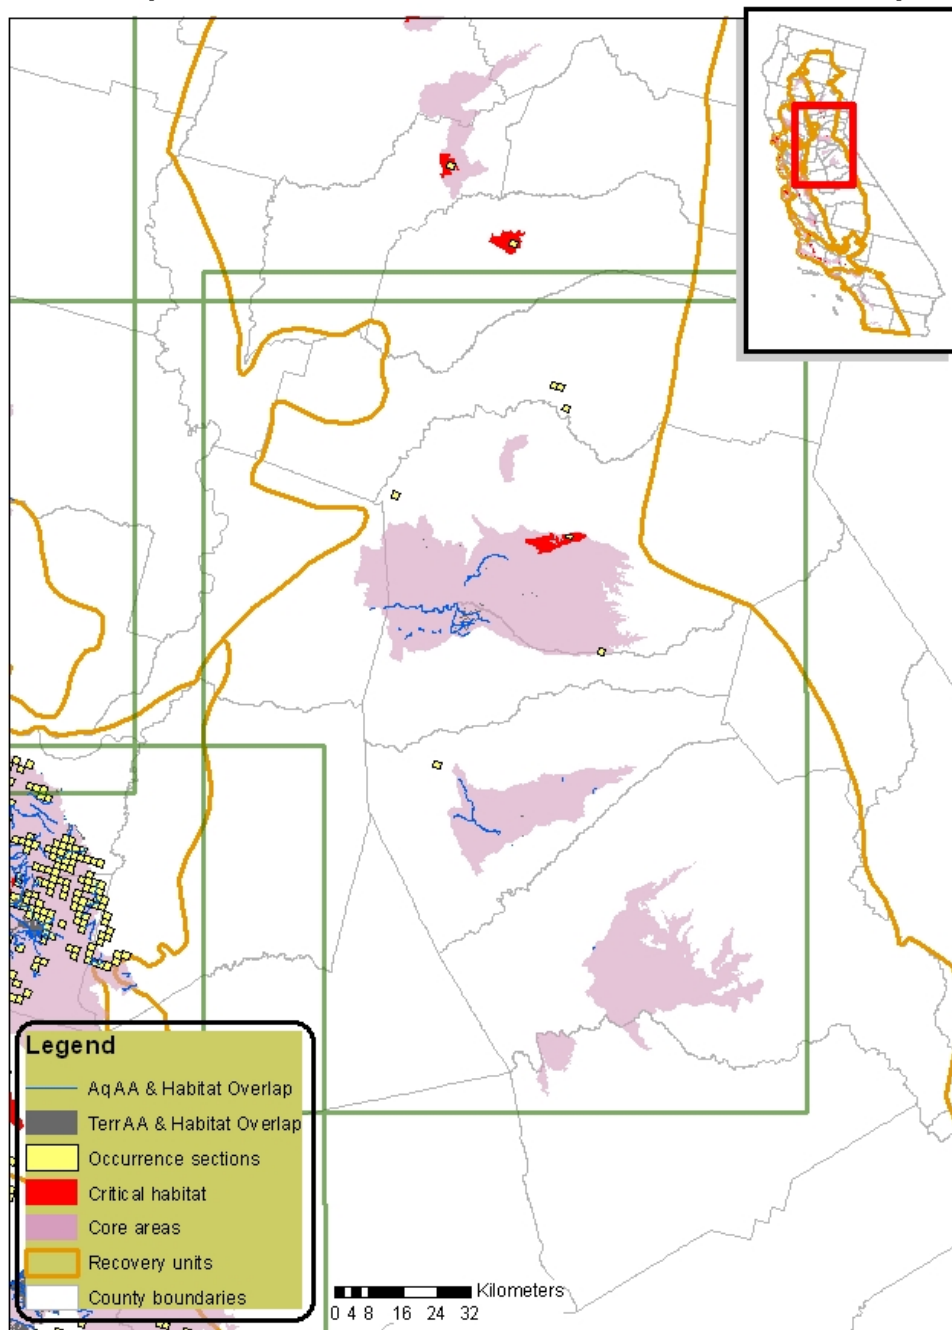 Legend
AqAA & Habitat Overlap
TerrAA & Habitat Overlap
Occurrence sections
Critical habitat
Core areas
Recovery units
County boundaries
Kilometers
0 4 8 16 24 32